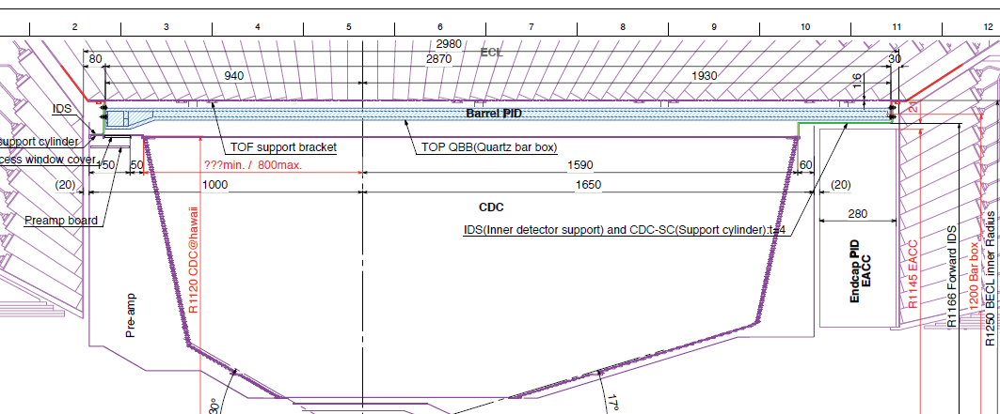 2 3 4 5 6 7 8 9 10 11 12
2980
ECL
80 2870 30
940 1930
1.6
IDS
Barrel PID
21
support cylinder
TOF support bracket
TOP QBB(Quartz bar box)
cess window cover
150 50 ???min. / 800max. 1590 60
(20) 1000 1650 (20)
CDC
280
Preamp board
IDS(Inner detector support) and CDC-SC(Support cylinder):t=4
R1120 CDC@hawaii
Pre-amp
Endcap PID
EACC
R1145 EACC
R1166 Forward IDS
1200 Bar box
R1250 BECL inner Radius
30°
17°